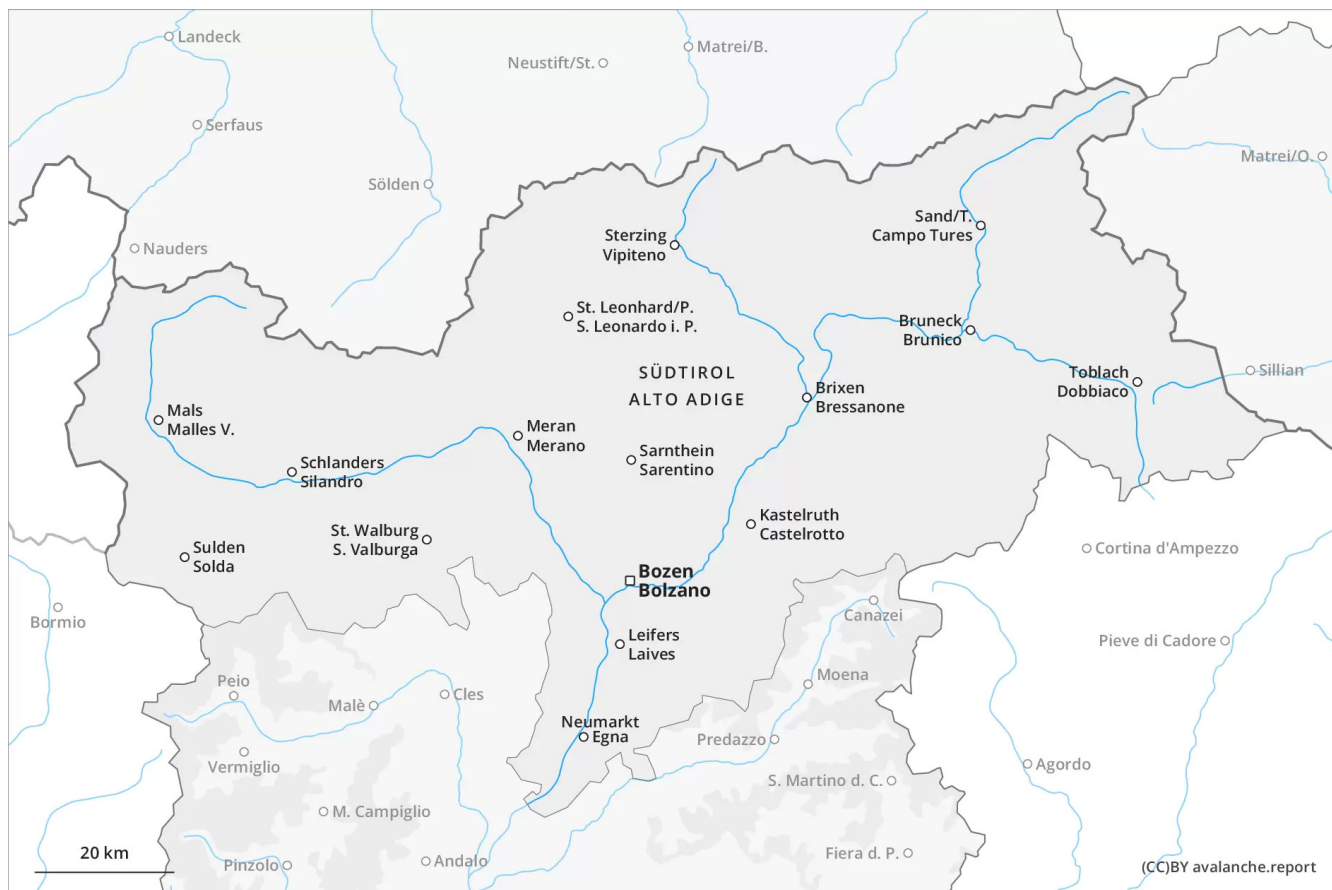 Landeck
Matrei/B.
Neustift/St.
Serfaus
Matrei/O.
Sölden
Sand/T.
Campo Tures
Sterzing
Vipiteno
Nauders
St. Leonhard/P.
S. Leonardo i. P.
Bruneck
Brunico
SÜDTIROL
ALTO ADIGE
Toblach
Dobbiaco
Sillian
Brixen
Bressanone
Mals
Malles V.
Meran
Merano
Sarnthein
Sarentino
Schlanders
Silandro
Kastelruth
Castelrotto
St. Walburg
S. Valburga
Sulden
Solda
Cortina d'Ampezzo
Bozen
Bolzano
Bormio
Canazei
Leifers
Laives
Pieve di Cadore
Peio
Moena
Malè
Cles
Neumarkt
Egna
Predazzo
Vermiglio
Agordo
S. Martino d. C.
M. Campiglio
20 km
Pinzolo
Andalo
Fiera d. P.
(CC)BY avalanche.report